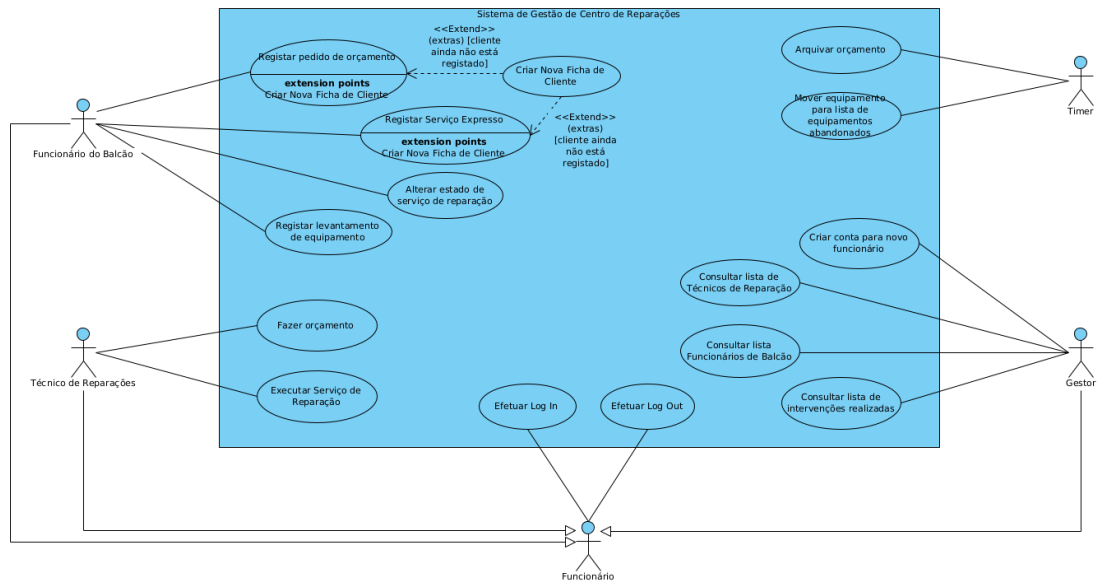 Sistema de Gestão de Centro de Reparações
<<Extend>>
(extras) [cliente
ainda não está
registado]
Registar pedido de orçamento
extension points
Criar Nova Ficha de Cliente
Criar Nova Ficha de
Cliente
Arquivar orçamento
Mover equipamento
para lista de
equipamentos
abandonados
Timer
Registar Serviço Expresso
extension points
Criar Nova Ficha de Cliente
<<Extend>>
(extras)
[cliente ainda
não está
registado]
Funcionário do Balcão
Alterar estado de
serviço de reparação
Registar levantamento
de equipamento
Criar conta para novo
funcionário
Consultar lista de
Técnicos de Reparação
Consultar lista
Funcionários de Balcão
Consultar lista de
intervenções realizadas
Gestor
Fazer orçamento
Técnico de Reparações
Executar Serviço de
Reparação
Efetuar Log In
Efetuar Log Out
Funcionário